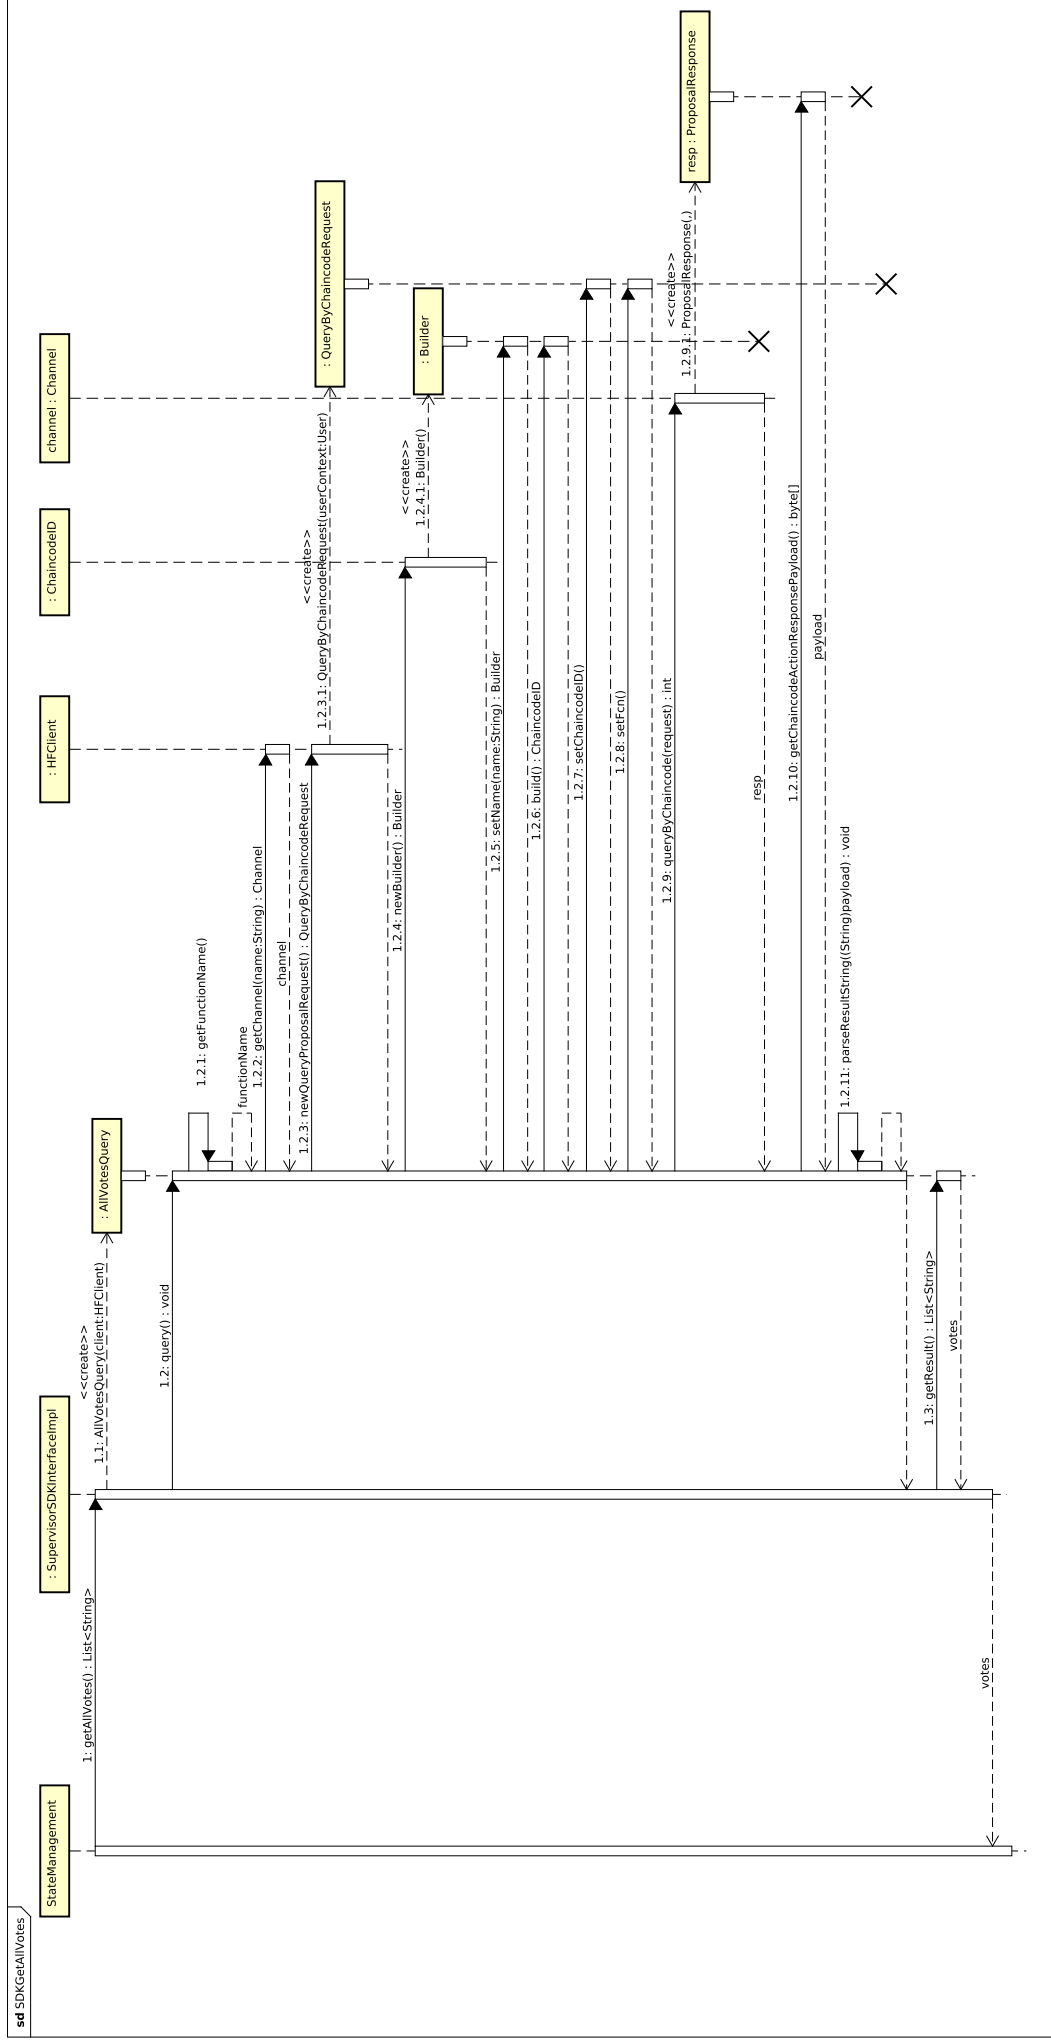 sd SDKGetAllVotes
StateManagement
: SupervisorSDKInterfaceImpl
: AllVotesQuery
: HFClient
: ChaincodeID
channel : Channel
: QueryByChaincodeRequest
: Builder
resp : ProposalResponse
1: getAllVotes() : List<String>
<<create>>
1.1: AllVotesQuery(client:HFClient)
1.2: query() : void
1.2.1: getFunctionName()
functionName
1.2.2: getChannel(name:String) : Channel
channel
1.2.3: newQueryProposalRequest() : QueryByChaincodeRequest
<<create>>
1.2.3.1: QueryByChaincodeRequest(userContext:User)
1.2.4: newBuilder() : Builder
<<create>>
1.2.4.1: Builder()
1.2.5: setName(name:String) : Builder
1.2.6: build() : ChaincodeID
1.2.7: setChaincodeID()
1.2.8: setFcn()
1.2.9: queryByChaincode(request) : int
<<create>>
1.2.9.1: ProposalResponse(,)
resp
1.2.10: getChaincodeActionResponsePayload() : byte[]
payload
1.2.11: parseResultString((String)payload) : void
1.3: getResult() : List<String>
votes
votes